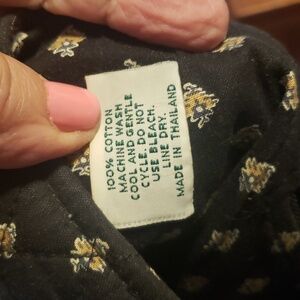 100% COTTON
MACHINE WASH
COOL AND GENTLE
CYCLE. DO NOT
USE BLEACH.
LINE DRY.
MADE IN THAILAND